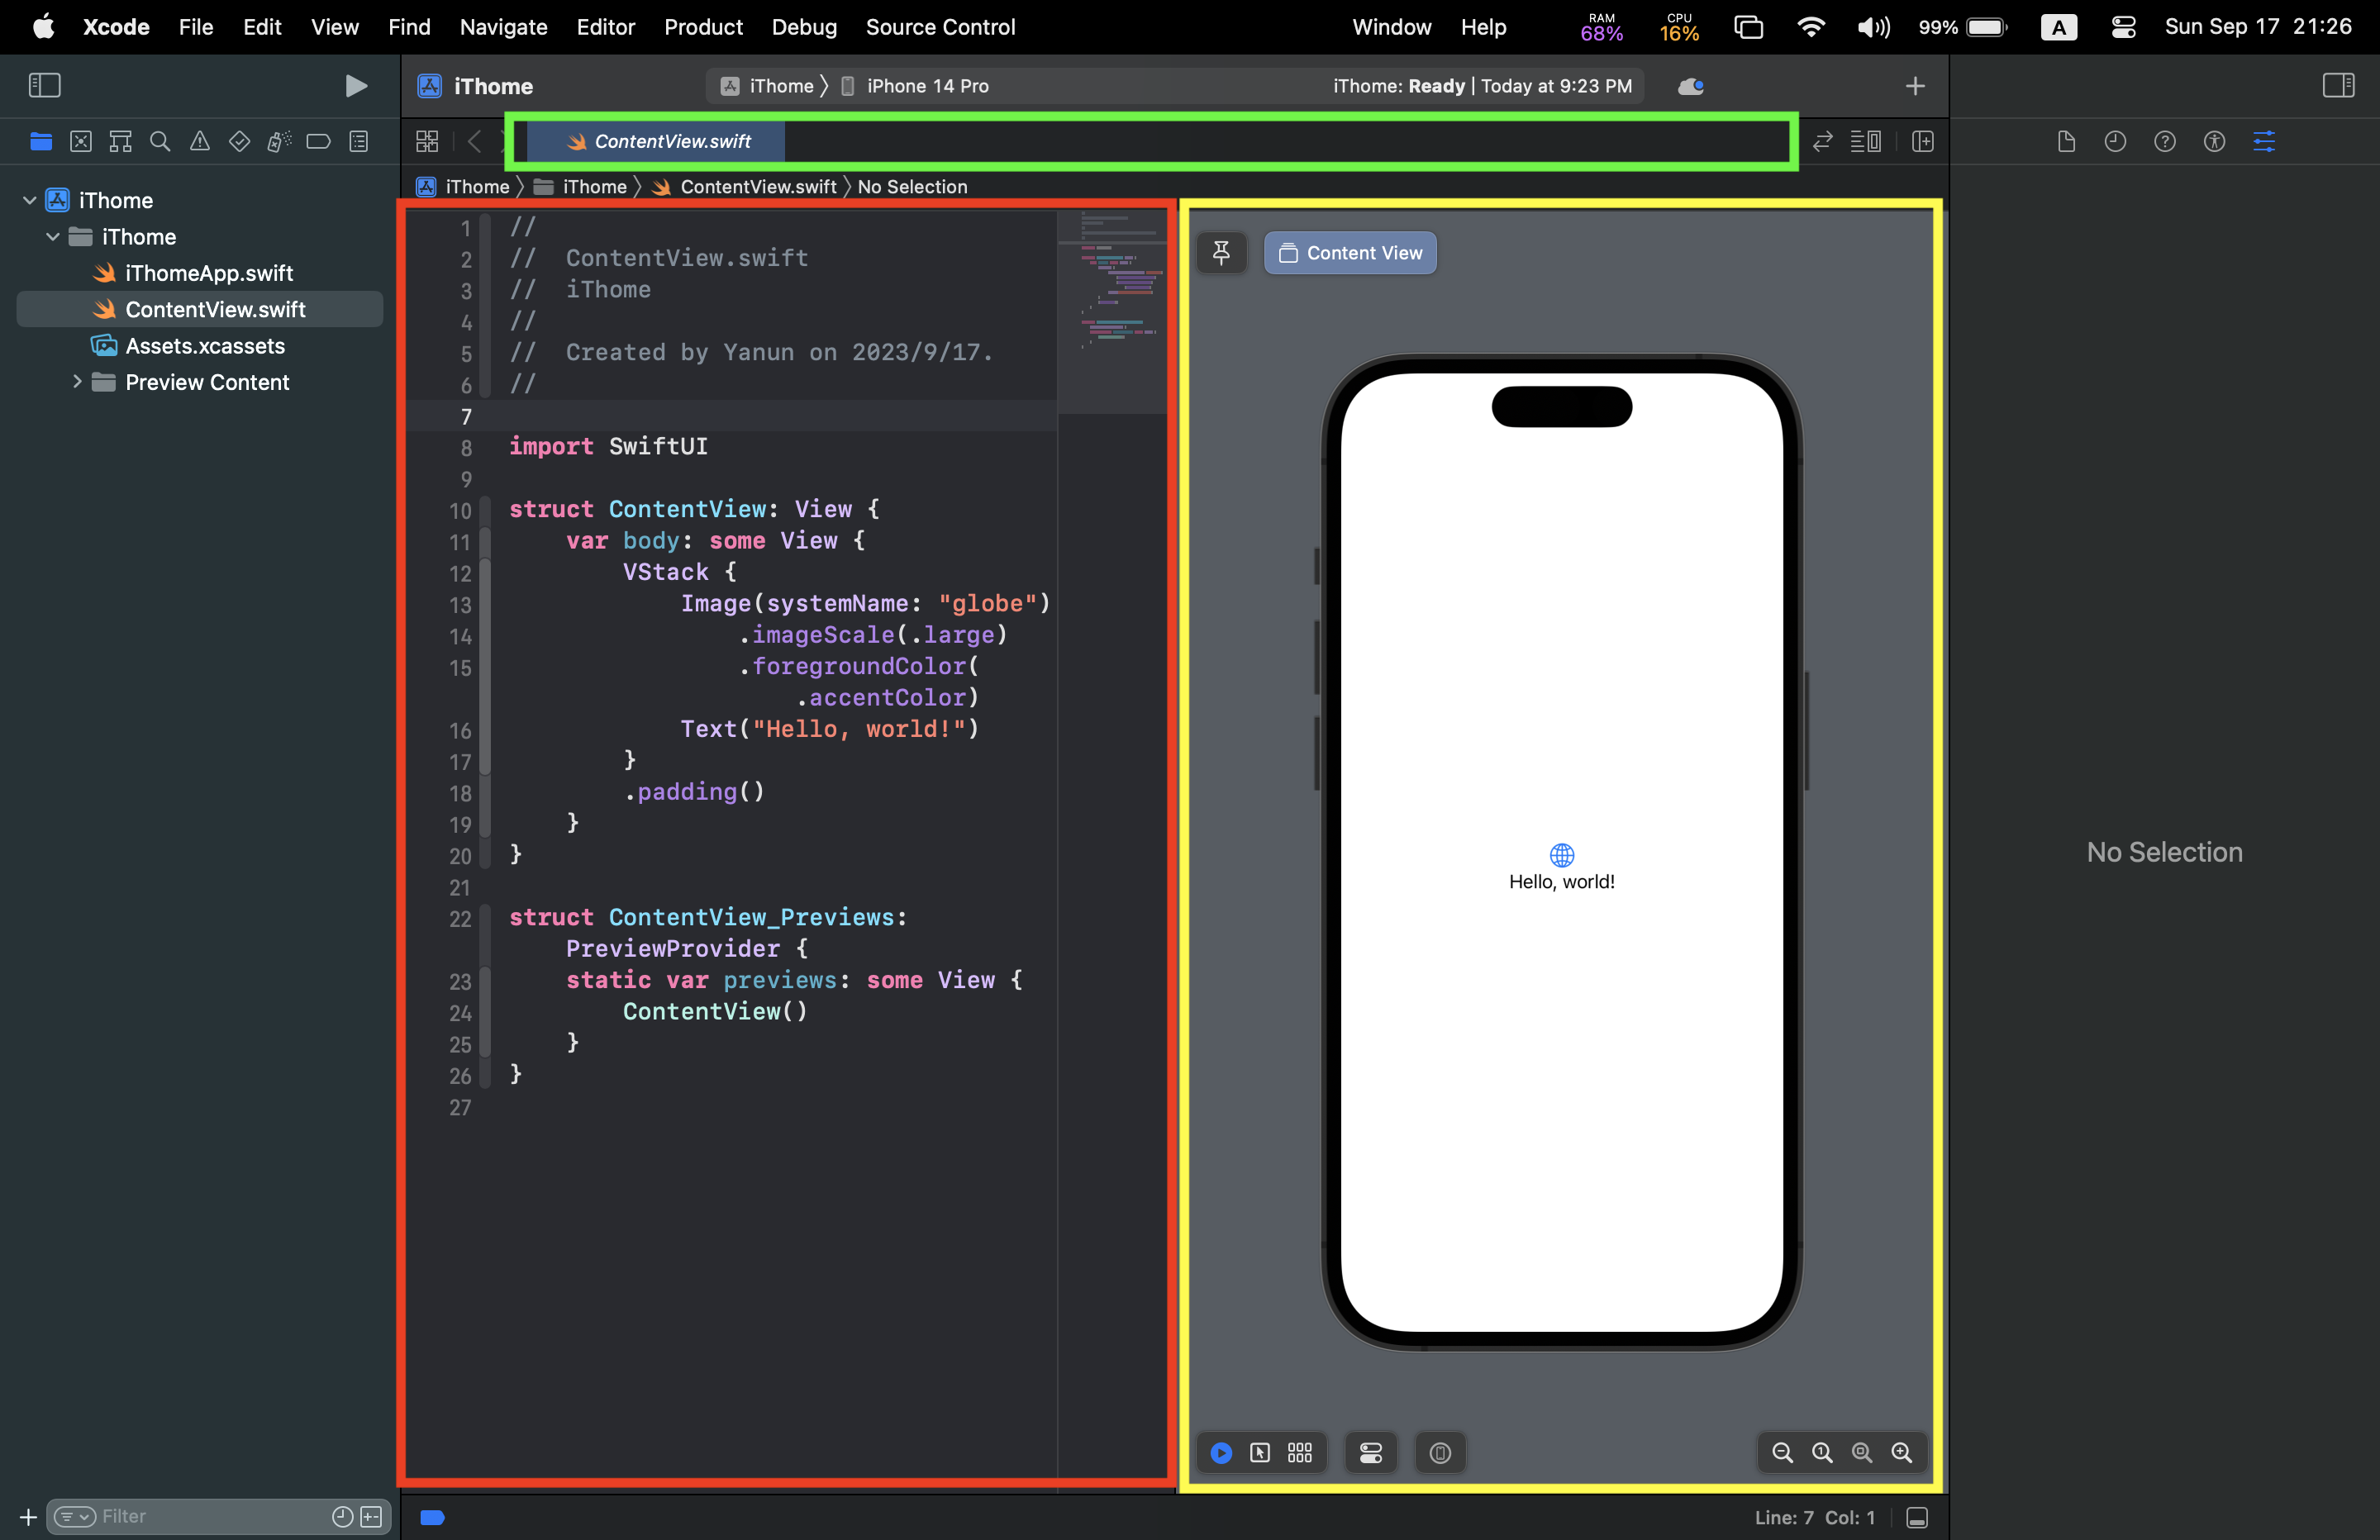 Xcode File Edit View Find Navigate Editor Product Debug Source Control Window Help RAM 68% CPU 16% 99% A Sun Sep 17 21:26
iThome
iThome 〉 iPhone 14 Pro
iThome: Ready | Today at 9:23 PM
ContentView.swift
iThome 〉 iThome 〉 ContentView.swift 〉 No Selection
iThome
iThome
iThomeApp.swift
ContentView.swift
Assets.xcassets
Preview Content
Filter
1 //
2 //  ContentView.swift
3 //  iThome
4 //
5 //  Created by Yanun on 2023/9/17.
6 //
7
8 import SwiftUI
9
10 struct ContentView: View {
11     var body: some View {
12         VStack {
13             Image(systemName: "globe")
14                 .imageScale(.large)
15                 .foregroundColor(
                    .accentColor)
16             Text("Hello, world!")
17         }
18         .padding()
19     }
20 }
21
22 struct ContentView_Previews:
    PreviewProvider {
23     static var previews: some View {
24         ContentView()
25     }
26 }
27
Content View
Hello, world!
No Selection
Line: 7 Col: 1